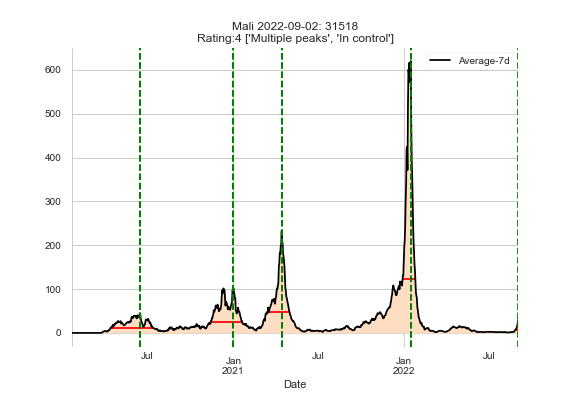 Mali 2022-09-02: 31518
Rating:4 ['Multiple peaks', 'In control']
Average-7d
600
500
400
300
200
100
0
Jul
Jan
2021
Jul
Jan
2022
Jul
Date